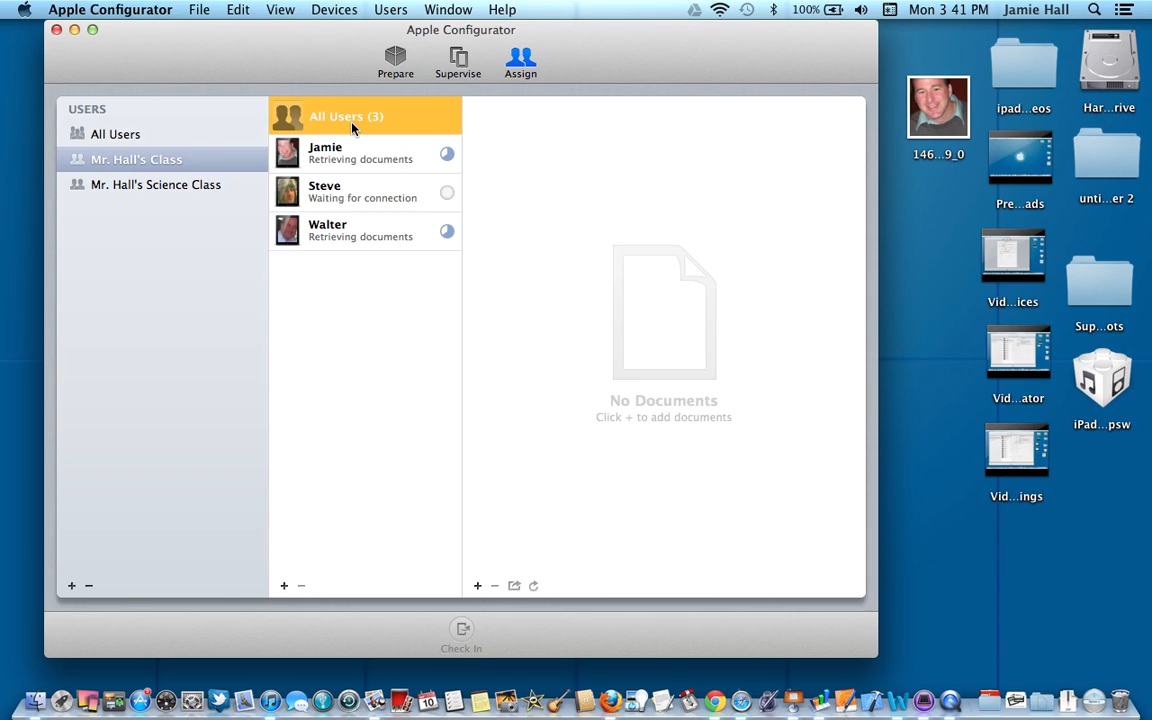 Apple Configurator File Edit View Devices Users Window Help 100% Mon 3 41 PM Jamie Hall
Apple Configurator
Prepare Supervise Assign
USERS
All Users
Mr. Hall's Class
Mr. Hall's Science Class
All Users (3)
Jamie
Retrieving documents
Steve
Waiting for connection
Walter
Retrieving documents
No Documents
Click + to add documents
Check In
146...9_0
ipad...eos
Har...rive
Pre...ads
unti...er 2
Vid...ices
Sup...ots
Vid...ator
iPad...psw
Vid...ings